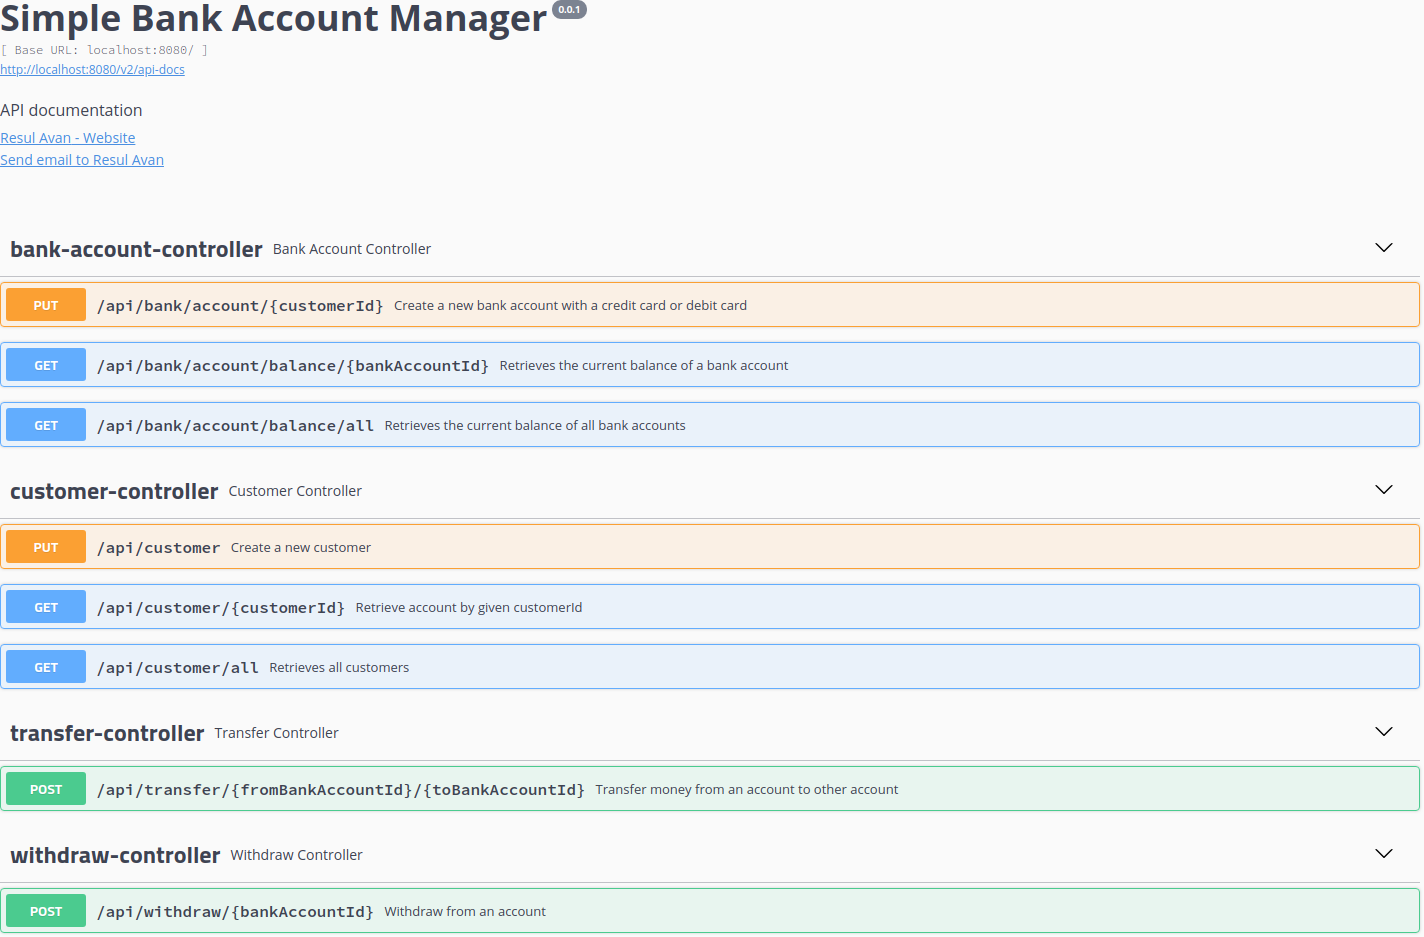 Simple Bank Account Manager 0.0.1
[ Base URL: localhost:8080/ ]
http://localhost:8080/v2/api-docs
API documentation
Resul Avan - Website
Send email to Resul Avan
bank-account-controller Bank Account Controller
PUT /api/bank/account/{customerId} Create a new bank account with a credit card or debit card
GET /api/bank/account/balance/{bankAccountId} Retrieves the current balance of a bank account
GET /api/bank/account/balance/all Retrieves the current balance of all bank accounts
customer-controller Customer Controller
PUT /api/customer Create a new customer
GET /api/customer/{customerId} Retrieve account by given customerId
GET /api/customer/all Retrieves all customers
transfer-controller Transfer Controller
POST /api/transfer/{fromBankAccountId}/{toBankAccountId} Transfer money from an account to other account
withdraw-controller Withdraw Controller
POST /api/withdraw/{bankAccountId} Withdraw from an account